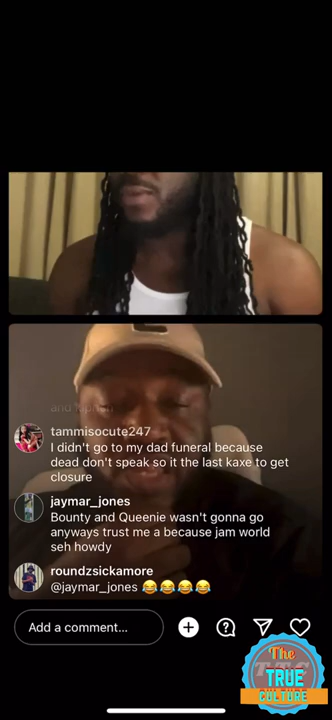 tammisocute247
I didn't go to my dad funeral because
dead don't speak so it the last kaxe to get
closure
jaymar_jones
Bounty and Queenie wasn't gonna go
anyways trust me a because jam world
seh howdy
roundzsickamore
@jaymar_jones 😂😂😂😂
Add a comment...
The
TRUE
CULTURE